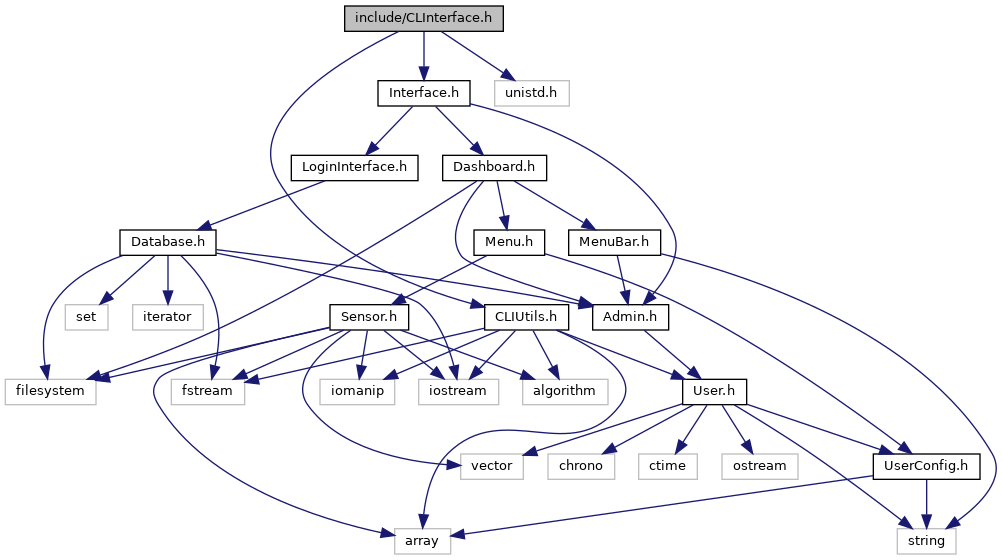 include/CLInterface.h
Interface.h
unistd.h
LoginInterface.h
Dashboard.h
Database.h
Menu.h
MenuBar.h
set
iterator
Sensor.h
CLIUtils.h
Admin.h
filesystem
fstream
iomanip
iostream
algorithm
User.h
vector
chrono
ctime
ostream
UserConfig.h
array
string